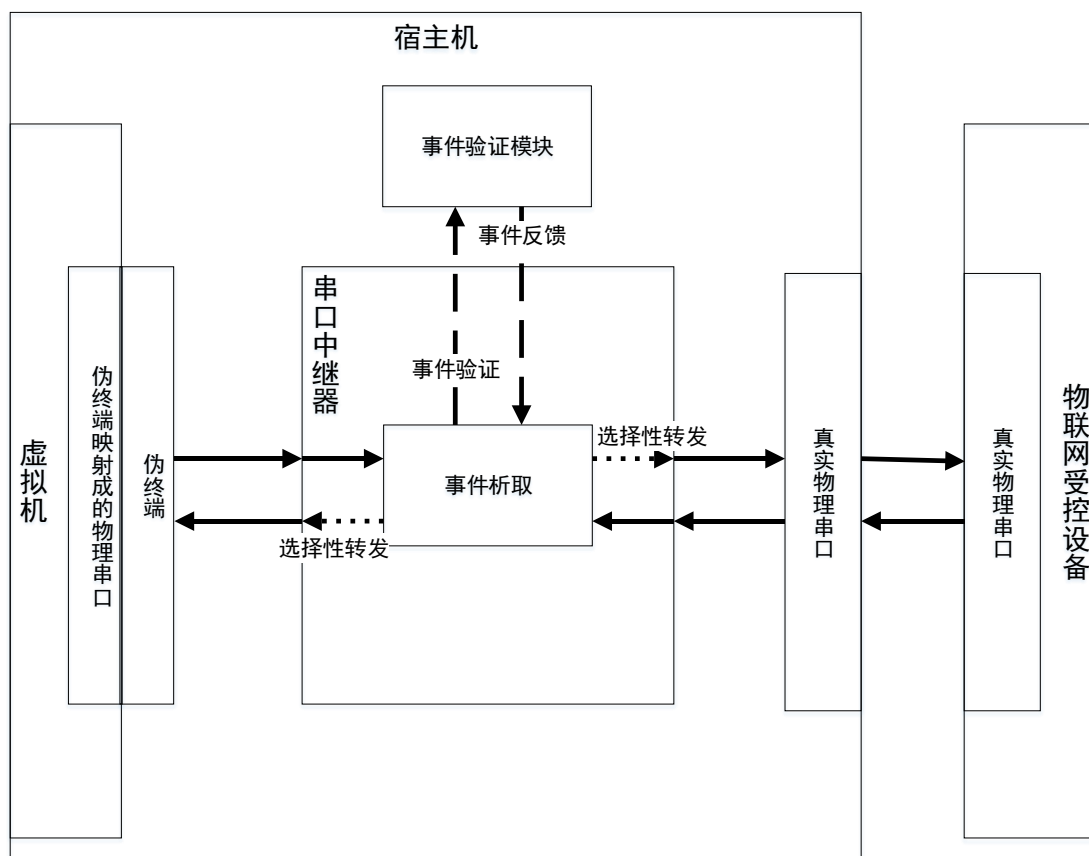 宿主机
事件验证模块
事件反馈
串口中继器
事件验证
伪终端映射成的物理串口
伪终端
虚拟机
选择性转发
事件析取
选择性转发
真实物理串口
真实物理串口
物联网受控设备